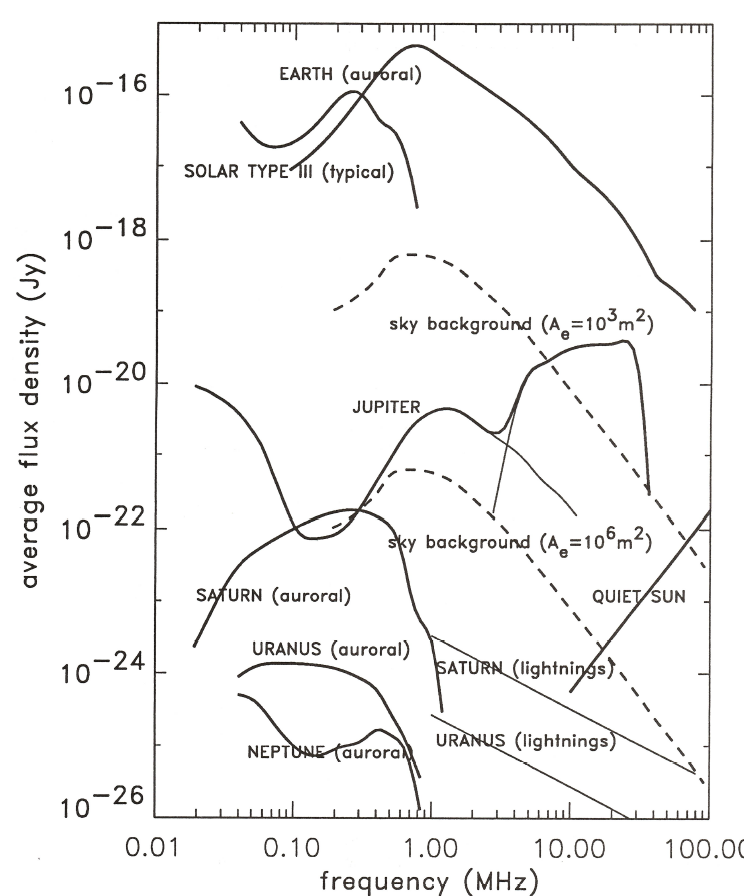 EARTH (auroral)
10−16
SOLAR TYPE III (typical)
10−18
sky background (Ae=10³m²)
10−20
JUPITER
10−22
sky background (Ae=10⁶m²)
SATURN (auroral)
QUIET SUN
URANUS (auroral)
10−24
SATURN (lightnings)
URANUS (lightnings)
NEPTUNE (auroral)
10−26
0.01 0.10 1.00 10.00 100.00
frequency (MHz)
average flux density (Jy)